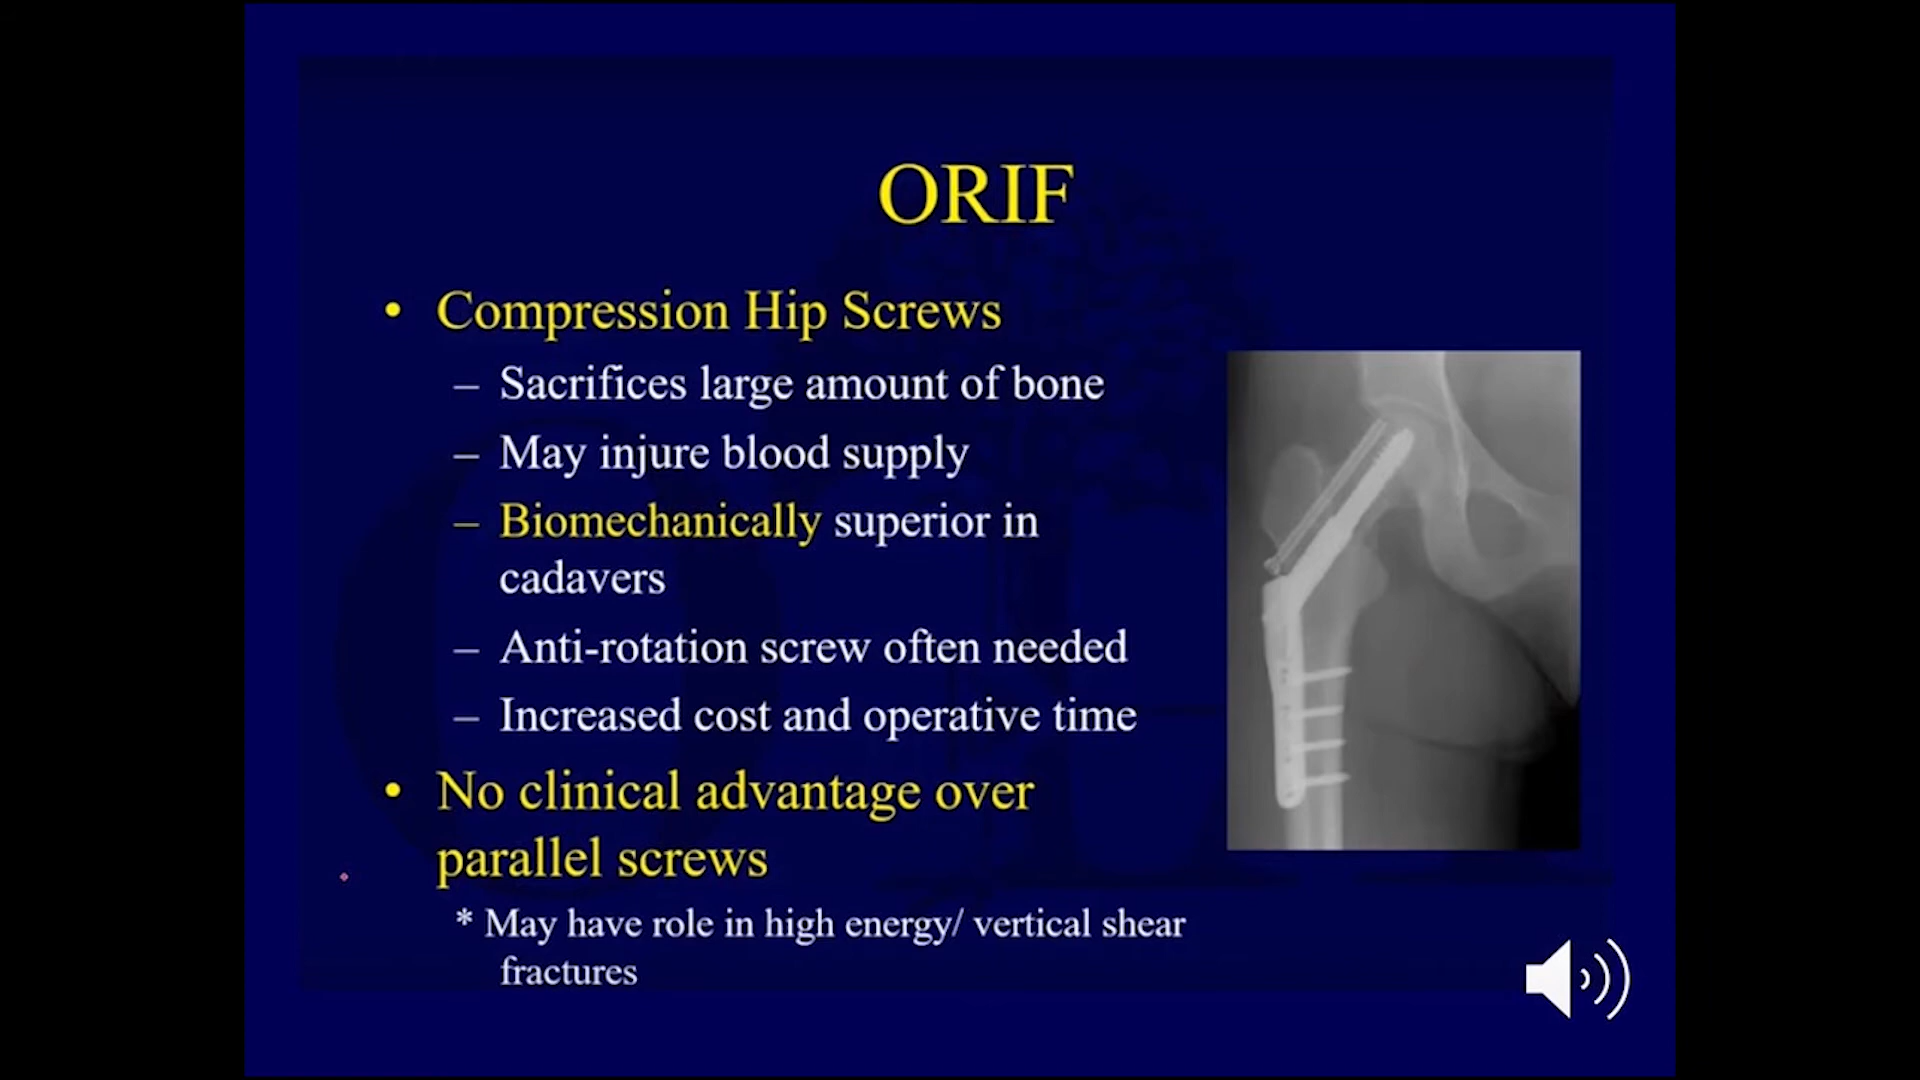 ORIF
• Compression Hip Screws
– Sacrifices large amount of bone
– May injure blood supply
– Biomechanically superior in
cadavers
– Anti-rotation screw often needed
– Increased cost and operative time
• No clinical advantage over
parallel screws
* May have role in high energy/ vertical shear
fractures